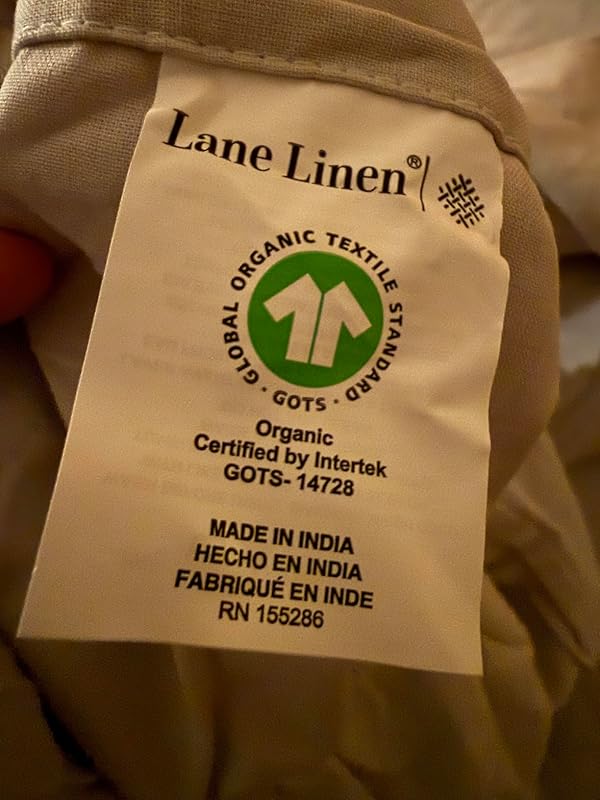 Lane Linen®
GLOBAL ORGANIC TEXTILE STANDARD · GOTS ·
Organic
Certified by Intertek
GOTS- 14728
MADE IN INDIA
HECHO EN INDIA
FABRIQUÉ EN INDE
RN 155286